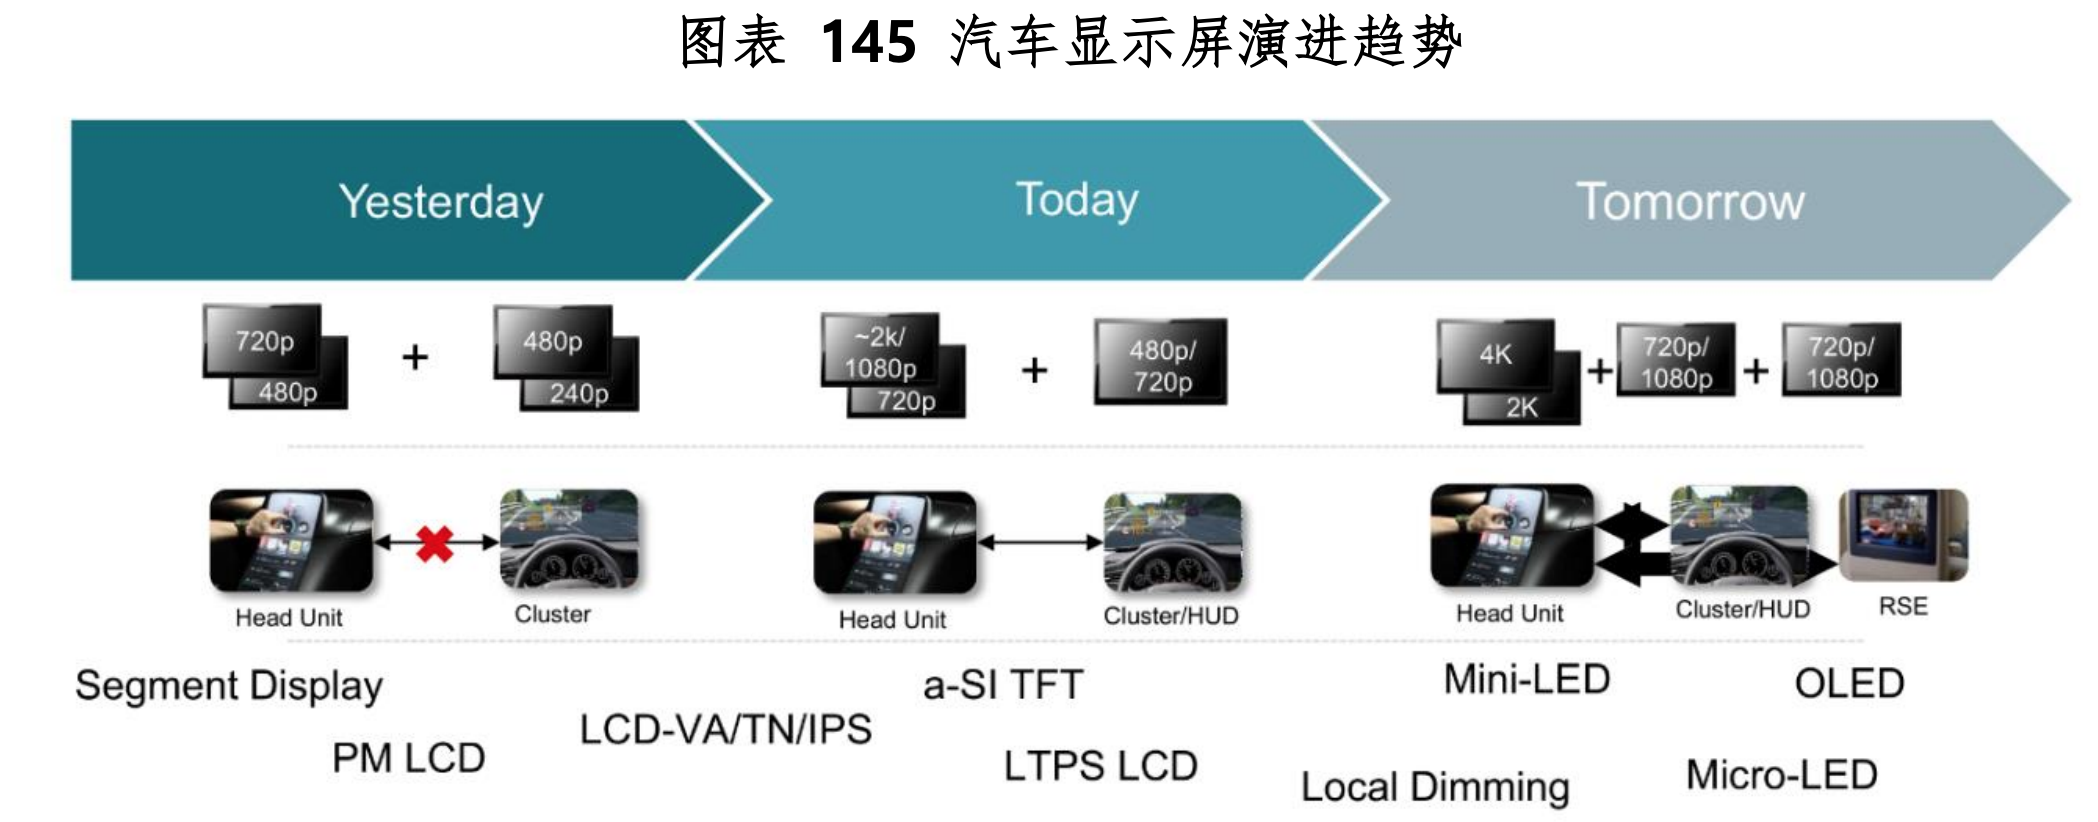 图表 145 汽车显示屏演进趋势
Yesterday
Today
Tomorrow
720p
480p
+
480p
240p
~2k/
1080p
720p
+
480p/
720p
4K
2K
+
720p/
1080p
+
720p/
1080p
Head Unit
Cluster
Head Unit
Cluster/HUD
Head Unit
Cluster/HUD
RSE
Segment Display
PM LCD
LCD-VA/TN/IPS
a-SI TFT
LTPS LCD
Mini-LED
OLED
Local Dimming
Micro-LED